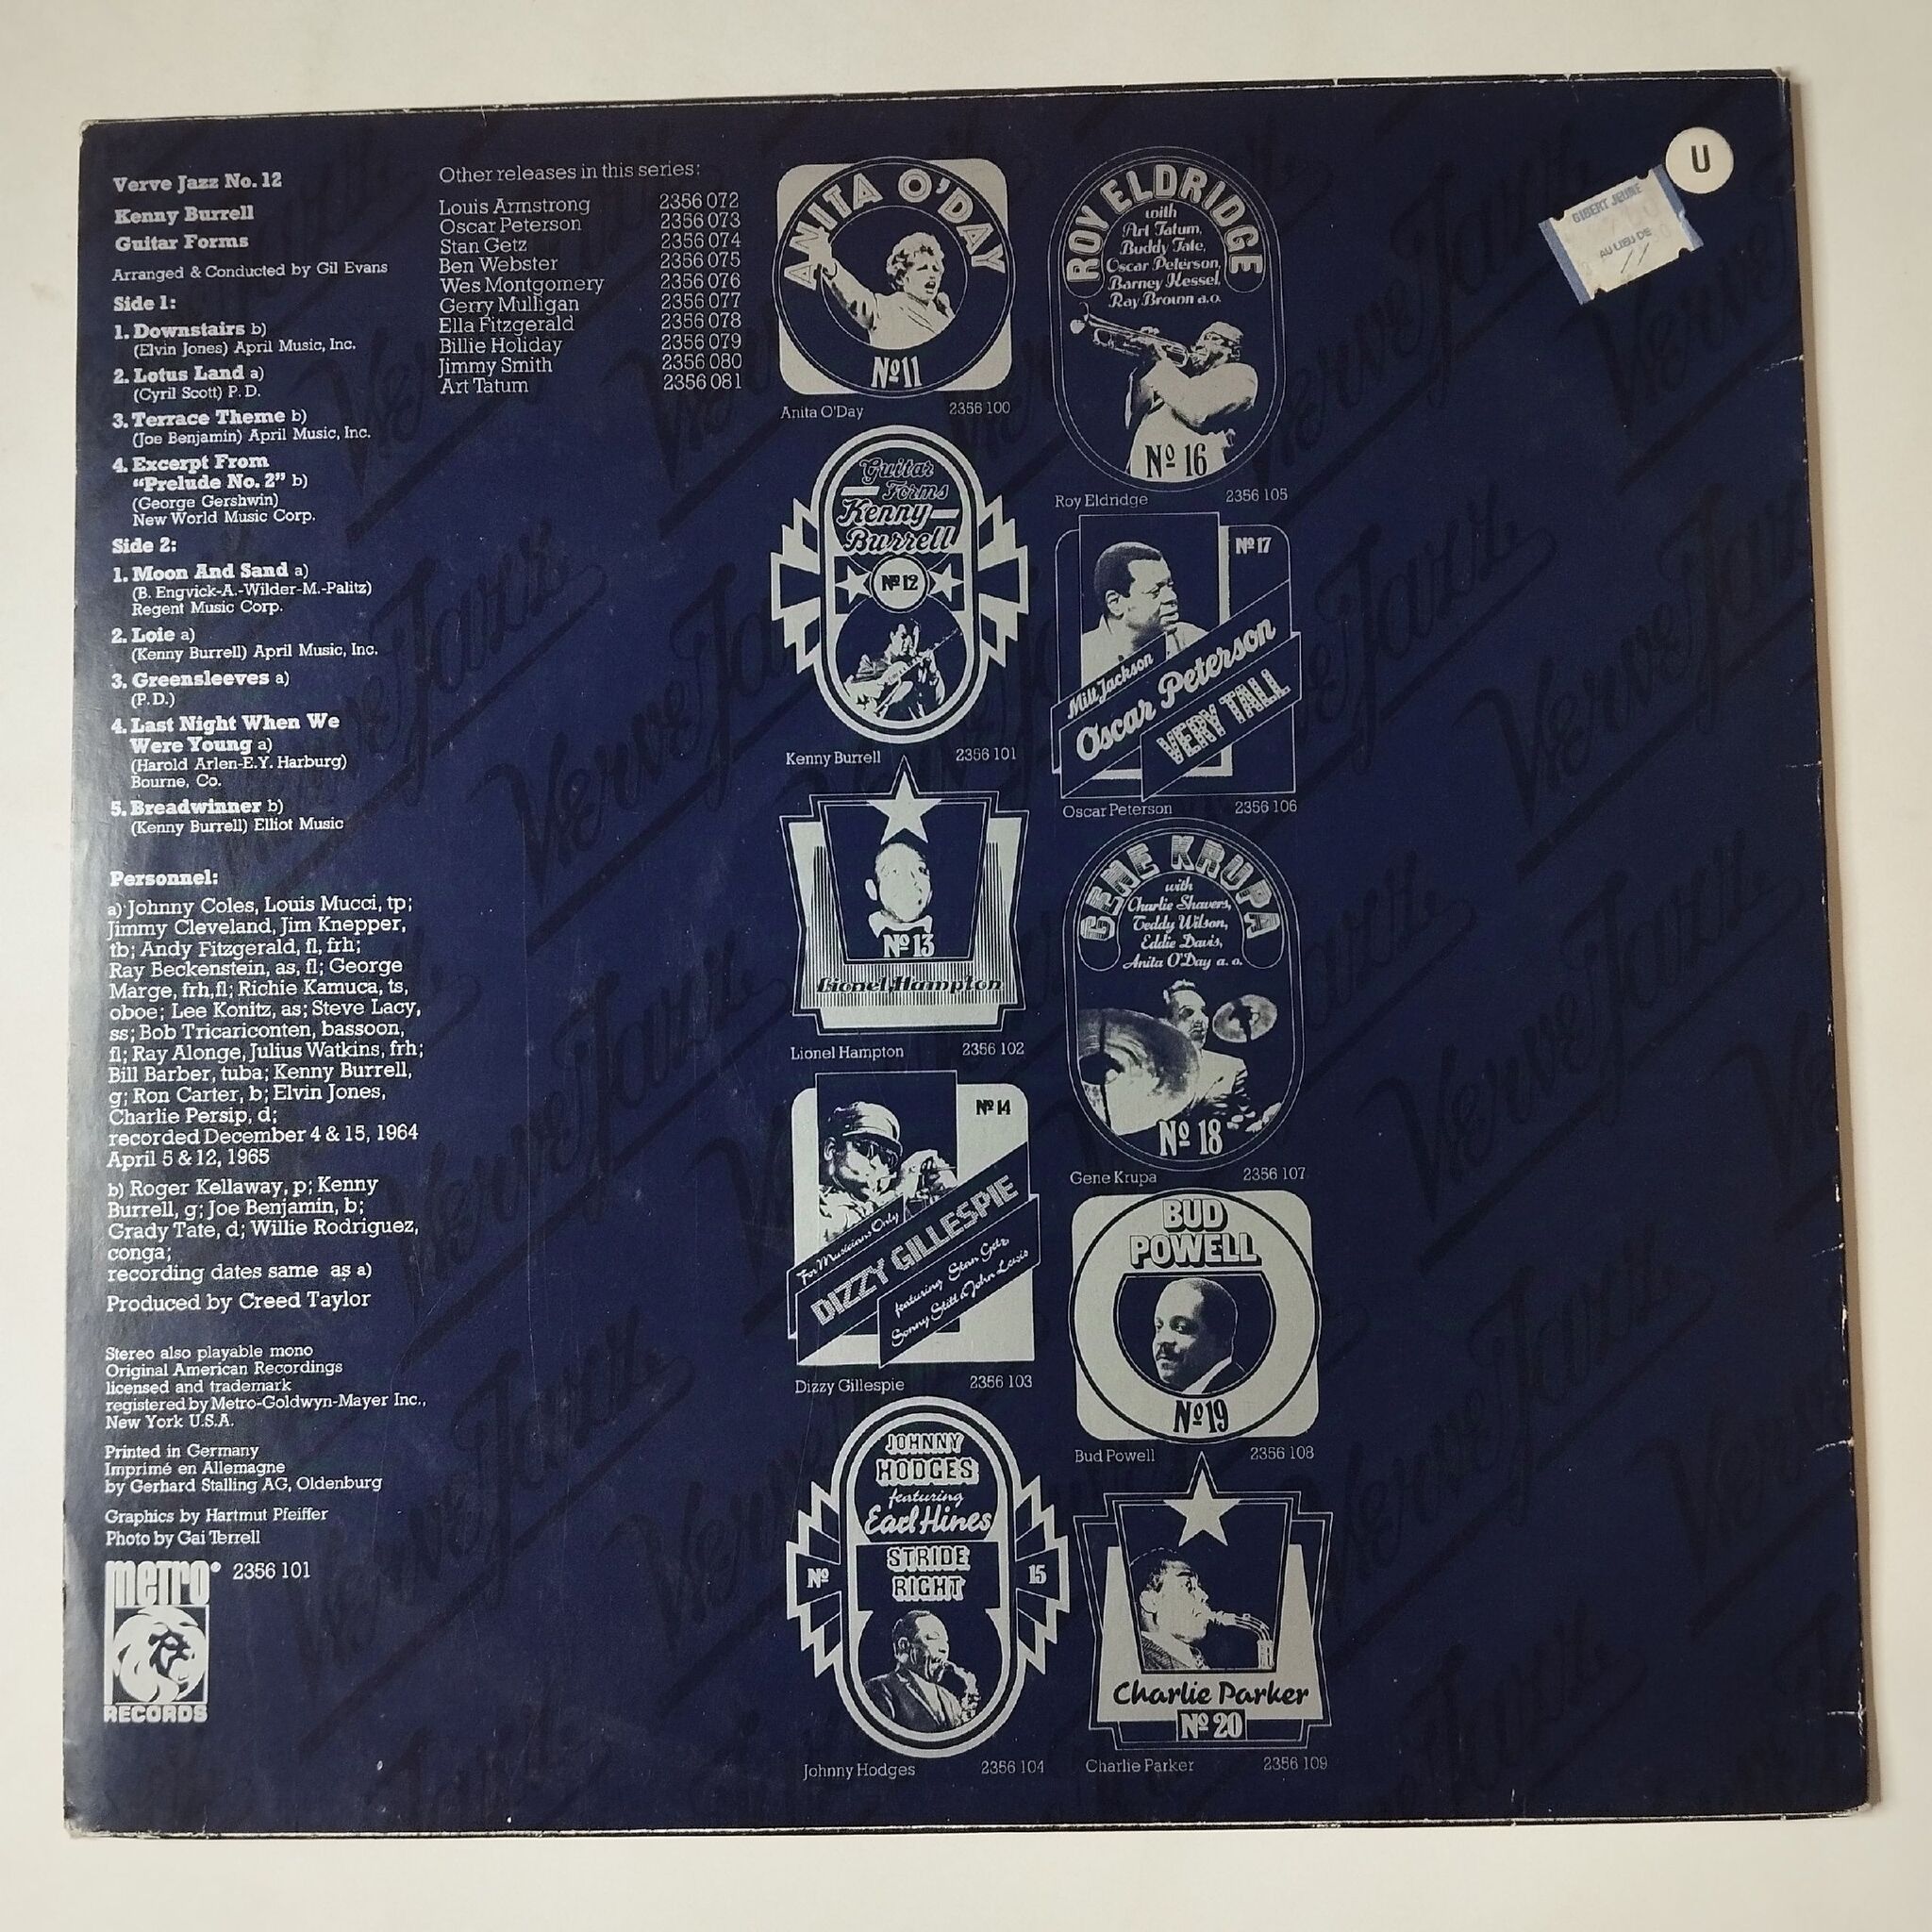 Verve Jazz No. 12
Kenny Burrell
Guitar Forms
Arranged & Conducted by Gil Evans
Side 1:
1. Downstairs b)
(Elvin Jones) April Music, Inc.
2. Lotus Land a)
(Cyril Scott) P.D.
3. Terrace Theme b)
(Joe Benjamin) April Music, Inc.
4. Excerpt From
“Prelude No. 2” b)
(George Gershwin)
New World Music Corp.
Side 2:
1. Moon And Sand a)
(B. Engvick-A.-Wilder-M.-Palitz)
Regent Music Corp.
2. Loie a)
(Kenny Burrell) April Music, Inc.
3. Greensleeves a)
(P.D.)
4. Last Night When We
Were Young a)
(Harold Arlen-E.Y. Harburg)
Bourne, Co.
5. Breadwinner b)
(Kenny Burrell) Elliot Music
Personnel:
a) Johnny Coles, Louis Mucci, tp;
Jimmy Cleveland, Jim Knepper,
tb; Andy Fitzgerald, fl, frh;
Ray Beckenstein, as, fl; George
Marge, frh,fl; Richie Kamuca, ts,
oboe; Lee Konitz, as; Steve Lacy,
ss; Bob Tricariconten, bassoon,
fl; Ray Alonge, Julius Watkins, frh;
Bill Barber, tuba; Kenny Burrell,
g; Ron Carter, b; Elvin Jones,
Charlie Persip, d;
recorded December 4 & 15, 1964
April 5 & 12, 1965
b) Roger Kellaway, p; Kenny
Burrell, g; Joe Benjamin, b;
Grady Tate, d; Willie Rodriguez,
conga;
recording dates same as a)
Produced by Creed Taylor
Stereo also playable mono
Original American Recordings
licensed and trademark
registered by Metro-Goldwyn-Mayer Inc.,
New York U.S.A.
Printed in Germany
Imprimé en Allemagne
by Gerhard Stalling AG, Oldenburg
Graphics by Hartmut Pfeiffer
Photo by Gai Terrell
METRO® 2356 101
RECORDS
Other releases in this series:
Louis Armstrong 2356 072
Oscar Peterson 2356 073
Stan Getz 2356 074
Ben Webster 2356 075
Wes Montgomery 2356 076
Gerry Mulligan 2356 077
Ella Fitzgerald 2356 078
Billie Holiday 2356 079
Jimmy Smith 2356 080
Art Tatum 2356 081
ANITA O'DAY
Nº 11
Anita O'Day 2356 100
Guitar
Forms
Kenny
Burrell
Nº 12
Kenny Burrell 2356 101
Nº 13
Lionel Hampton
Lionel Hampton 2356 102
Nº 14
For Musicians Only
DIZZY GILLESPIE
featuring Stan Getz
Sonny Stitt & John Lewis
Dizzy Gillespie 2356 103
JOHNNY
HODGES
featuring
Earl Hines
STRIDE
RIGHT
Nº 15
Johnny Hodges 2356 104
ROY ELDRIDGE
with
Art Tatum,
Buddy Tate,
Oscar Peterson,
Barney Kessel,
Ray Brown a.o.
Nº 16
Roy Eldridge 2356 105
Nº 17
Milt Jackson
Oscar Peterson
VERY TALL
Oscar Peterson 2356 106
GENE KRUPA
with
Charlie Shavers,
Teddy Wilson,
Eddie Davis,
Anita O'Day a. o.
Nº 18
Gene Krupa 2356 107
BUD
POWELL
Nº 19
Bud Powell 2356 108
Charlie Parker
Nº 20
Charlie Parker 2356 109
U
GIBERT JEUNE
AU LIEU DE
Verve Jazz